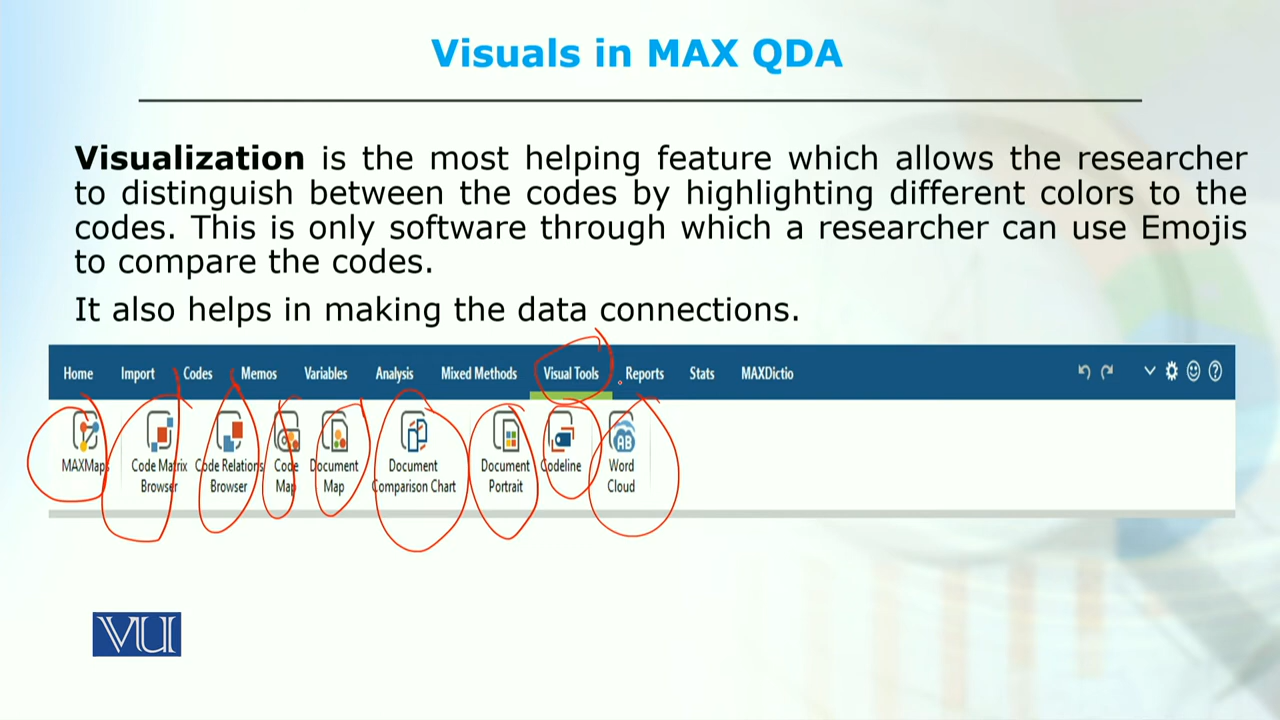 Visuals in MAX QDA
Visualization is the most helping feature which allows the researcher
to distinguish between the codes by highlighting different colors to the
codes. This is only software through which a researcher can use Emojis
to compare the codes.
It also helps in making the data connections.
Home Import Codes Memos Variables Analysis Mixed Methods Visual Tools Reports Stats MAXDictio
MAXMaps Code Matrix Code Relations Code Document Document Document Codeline Word
Browser Browser Map Map Comparison Chart Portrait Cloud
VU